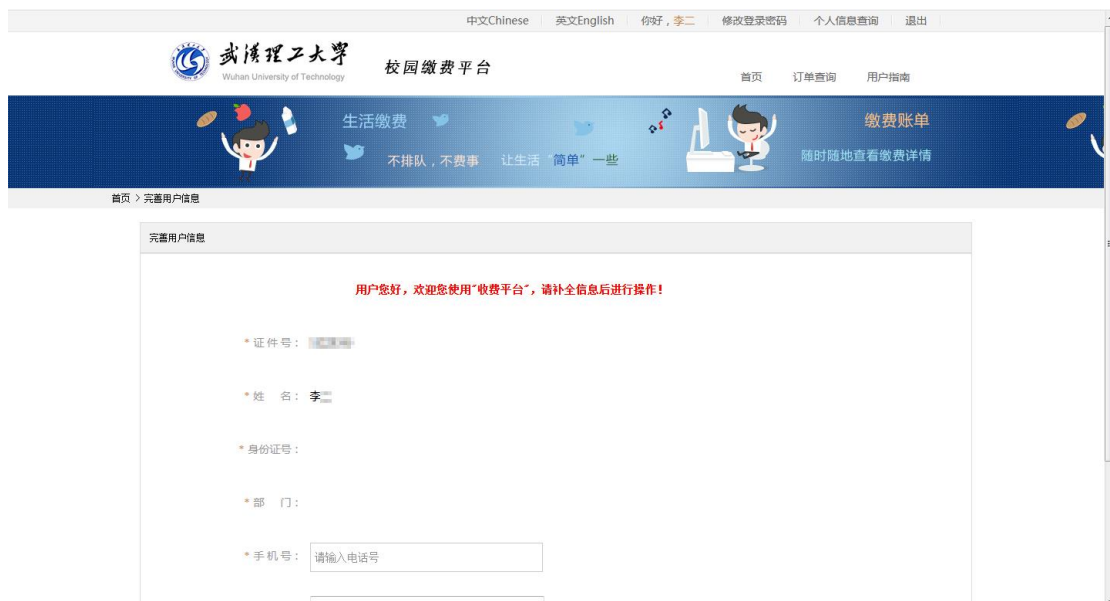 中文Chinese 英文English 你好，李二 修改登录密码 个人信息查询 退出
武汉理工大学
Wuhan University of Technology
校园缴费平台
首页 订单查询 用户指南
生活缴费
不排队，不费事 让生活“简单”一些
缴费账单
随时随地查看缴费详情
首页 > 完善用户信息
完善用户信息
用户您好，欢迎您使用“收费平台”，请补全信息后进行操作！
* 证件号：
* 姓 名： 李
* 身份证号：
* 部 门：
* 手机号： 请输入电话号